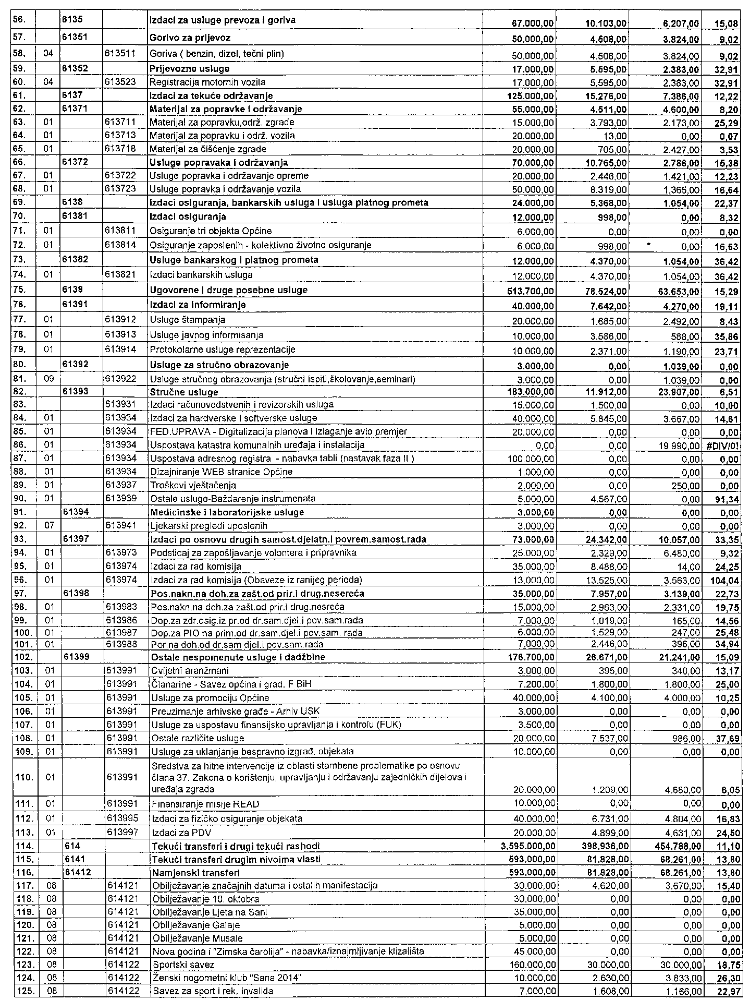 56. 6135 Izdaci za usluge prevoza i goriva 67.000,00 10.103,00 6.207,00 15,08
57. 61351 Gorivo za prijevoz 50.000,00 4.508,00 3.824,00 9,02
58. 04 613511 Goriva ( benzin, dizel, tečni plin) 50.000,00 4.508,00 3.824,00 9,02
59. 61352 Prijevozne usluge 17.000,00 5.595,00 2.383,00 32,91
60. 04 613523 Registracija motornih vozila 17.000,00 5.595,00 2.383,00 32,91
61. 6137 Izdaci za tekuće održavanje 125.000,00 15.276,00 7.386,00 12,22
62. 61371 Materijal za popravke i održavanje 55.000,00 4.511,00 4.600,00 8,20
63. 01 613711 Materijal za popravku,održ. zgrade 15.000,00 3.793,00 2.173,00 25,29
64. 01 613713 Materijal za popravku i održ. vozila 20.000,00 13,00 0,00 0,07
65. 01 613718 Materijal za čišćenje zgrade 20.000,00 705,00 2.427,00 3,53
66. 61372 Usluge popravaka i održavanja 70.000,00 10.765,00 2.786,00 15,38
67. 01 613722 Usluge popravka i održavanje opreme 20.000,00 2.446,00 1.421,00 12,23
68. 01 613723 Usluge popravka i održavanje vozila 50.000,00 8.319,00 1.365,00 16,64
69. 6138 Izdaci osiguranja, bankarskih usluga i usluga platnog prometa 24.000,00 5.368,00 1.054,00 22,37
70. 61381 Izdaci osiguranja 12.000,00 998,00 0,00 8,32
71. 01 613811 Osiguranje tri objekta Općine 6.000,00 0,00 0,00 0,00
72. 01 613814 Osiguranje zaposlenih - kolektivno životno osiguranje 6.000,00 998,00 0,00 16,63
73. 61382 Usluge bankarskog i platnog prometa 12.000,00 4.370,00 1.054,00 36,42
74. 01 613821 Izdaci bankarskih usluga 12.000,00 4.370,00 1.054,00 36,42
75. 6139 Ugovorene i druge posebne usluge 513.700,00 78.524,00 63.653,00 15,29
76. 61391 Izdaci za informiranje 40.000,00 7.642,00 4.270,00 19,11
77. 01 613912 Usluge štampanja 20.000,00 1.685,00 2.492,00 8,43
78. 01 613913 Usluge javnog informisanja 10.000,00 3.586,00 588,00 35,86
79. 01 613914 Protokolarne usluge reprezentacije 10.000,00 2.371,00 1.190,00 23,71
80. 61392 Usluge za stručno obrazovanje 3.000,00 0,00 1.039,00 0,00
81. 09 613922 Usluge stručnog obrazovanja (stručni ispiti,školovanje,seminari) 3.000,00 0,00 1.039,00 0,00
82. 61393 Stručne usluge 183.000,00 11.912,00 23.907,00 6,51
83. 613931 Izdaci računovodstvenih i revizorskih usluga 15.000,00 1.500,00 0,00 10,00
84. 01 613934 Izdaci za hardverske i softverske usluge 40.000,00 5.845,00 3.667,00 14,61
85. 01 613934 FED.UPRAVA - Digitalizacija planova i izlaganje avio premjer 20.000,00 0,00 0,00 0,00
86. 01 613934 Uspostava katastra komunalnih uređaja i instalacija 0,00 0,00 19.990,00 #DIV/0!
87. 01 613934 Uspostava adresnog registra - nabavka tabli (nastavak faza II ) 100.000,00 0,00 0,00 0,00
88. 01 613934 Dizajniranje WEB stranice Općine 1.000,00 0,00 0,00 0,00
89. 01 613937 Troškovi vještačenja 2.000,00 0,00 250,00 0,00
90. 01 613939 Ostale usluge-Baždarenje instrumenata 5.000,00 4.567,00 0,00 91,34
91. 61394 Medicinske i laboratorijske usluge 3.000,00 0,00 0,00 0,00
92. 07 613941 Ljekarski pregledi uposlenih 3.000,00 0,00 0,00 0,00
93. 61397 Izdaci po osnovu drugih samost.djelatn.i povrem.samost.rada 73.000,00 24.342,00 10.057,00 33,35
94. 01 613973 Podsticaj za zapošljavanje volontera i pripravnika 25.000,00 2.329,00 6.480,00 9,32
95. 01 613974 Izdaci za rad komisija 35.000,00 8.488,00 14,00 24,25
96. 01 613974 Izdaci za rad komisija (Obaveze iz ranijeg perioda) 13.000,00 13.525,00 3.563,00 104,04
97. 61398 Pos.nakn.na doh.za zašt.od prir.i drug.nesereća 35.000,00 7.957,00 3.139,00 22,73
98. 01 613983 Pos.nakn.na doh.za zašt.od prir.i drug.nesreća 15.000,00 2.963,00 2.331,00 19,75
99. 01 613986 Dop.za zdr.osig.iz pr.od dr.sam.djel.i pov.sam.rada 7.000,00 1.019,00 165,00 14,56
100. 01 613987 Dop.za PIO na prim.od dr.sam.djel.i pov.sam. rada 6.000,00 1.529,00 247,00 25,48
101. 01 613988 Por.na doh.od dr.sam djel.i pov.sam.rada 7.000,00 2.446,00 396,00 34,94
102. 61399 Ostale nespomenute usluge i dadžbine 176.700,00 26.671,00 21.241,00 15,09
103. 01 613991 Cvijetni aranžmani 3.000,00 395,00 340,00 13,17
104. 01 613991 Članarine - Savez općina i grad. F BiH 7.200,00 1.800,00 1.800,00 25,00
105. 01 613991 Usluge za promociju Općine 40.000,00 4.100,00 4.000,00 10,25
106. 01 613991 Preuzimanje arhivske građe - Arhiv USK 3.000,00 0,00 0,00 0,00
107. 01 613991 Usluge za uspostavu finansijsko upravljanja i kontrolu (FUK) 3.500,00 0,00 0,00 0,00
108. 01 613991 Ostale različite usluge 20.000,00 7.537,00 986,00 37,69
109. 01 613991 Usluge za uklanjanje bespravno izgrađ. objekata 10.000,00 0,00 0,00 0,00
Sredstva za hitne intervencije iz oblasti stambene problematike po osnovu
110. 01 613991 člana 37. Zakona o korištenju, upravljanju i održavanju zajedničkih dijelova i
uređaja zgrada 20.000,00 1.209,00 4.680,00 6,05
111. 01 613991 Finansiranje misije READ 10.000,00 0,00 0,00 0,00
112. 01 613995 Izdaci za fizičko osiguranje objekata 40.000,00 6.731,00 4.804,00 16,83
113. 01 613997 Izdaci za PDV 20.000,00 4.899,00 4.631,00 24,50
114. 614 Tekući transferi i drugi tekući rashodi 3.595.000,00 398.936,00 454.788,00 11,10
115. 6141 Tekući transferi drugim nivoima vlasti 593.000,00 81.828,00 68.261,00 13,80
116. 61412 Namjenski transferi 593.000,00 81.828,00 68.261,00 13,80
117. 08 614121 Obilježavanje značajnih datuma i ostalih manifestacija 30.000,00 4.620,00 3.670,00 15,40
118. 08 614121 Obilježavanje 10. oktobra 30.000,00 0,00 0,00 0,00
119. 08 614121 Obilježavanje Ljeta na Sani 35.000,00 0,00 0,00 0,00
120. 08 614121 Obilježavanje Galaje 5.000,00 0,00 0,00 0,00
121. 08 614121 Obilježavanje Musale 5.000,00 0,00 0,00 0,00
122. 08 614121 Nova godina i "Zimska čarolija" - nabavka/iznajmljivanje klizališta 45.000,00 0,00 0,00 0,00
123. 08 614122 Sportski savez 160.000,00 30.000,00 30.000,00 18,75
124. 08 614122 Ženski nogometni klub "Sana 2014" 10.000,00 2.630,00 3.833,00 26,30
125. 08 614122 Savez za sport i rek. invalida 7.000,00 1.608,00 1.166,00 22,97